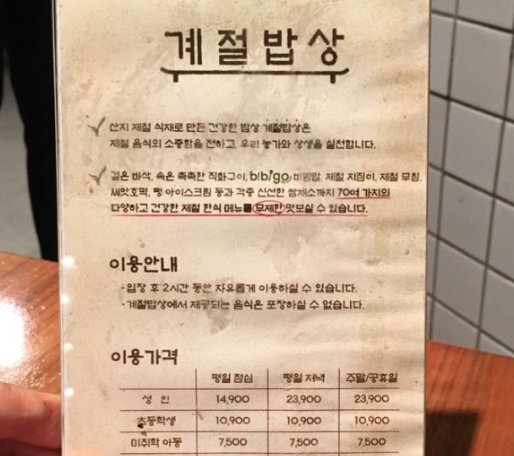 계절밥상
산지 제철 식재로 만든 건강한 밥상 계절밥상은
제철 음식의 소중함을 전하고, 우리 농가와 상생을 실천합니다.
겉은 바삭, 속은 촉촉한 직화구이, bibigo 비빔밥, 제철 지짐이, 제철 무침,
씨앗호떡, 뻥 아이스크림 등과 각종 신선한 쌈채소까지 70여 가지의
다양하고 건강한 제철 한식 메뉴를 무제한 맛보실 수 있습니다.
이용안내
· 입장 후 2시간 동안 자유롭게 이용하실 수 있습니다.
· 계절밥상에서 제공되는 음식은 포장하실 수 없습니다.
이용가격
평일 점심 평일 저녁 주말/공휴일
성 인 14,900 23,900 23,900
초등학생 10,900 10,900 10,900
미취학 아동 7,500 7,500 7,500